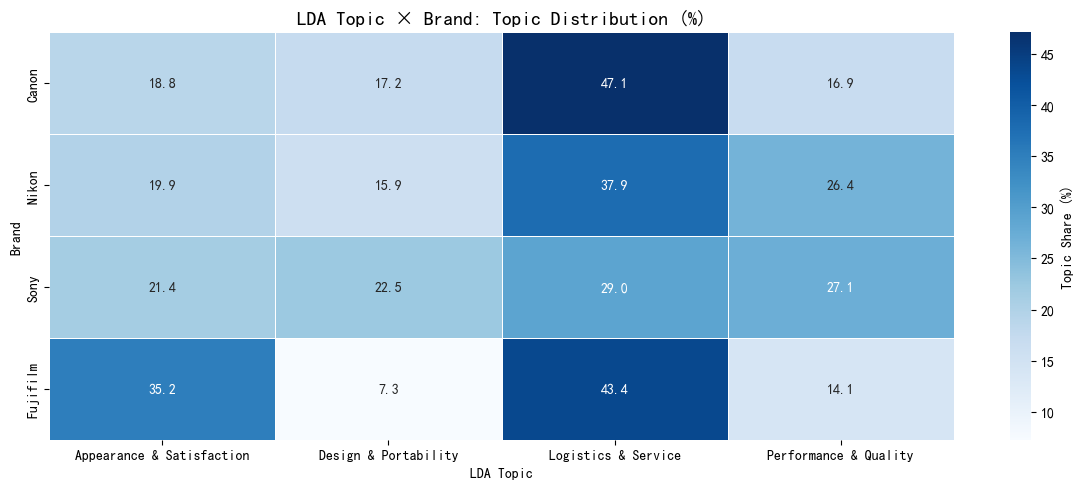 LDA Topic × Brand: Topic Distribution (%)
Brand
Canon 18.8 17.2 47.1 16.9
Nikon 19.9 15.9 37.9 26.4
Sony 21.4 22.5 29.0 27.1
Fujifilm 35.2 7.3 43.4 14.1
Appearance & Satisfaction Design & Portability Logistics & Service Performance & Quality
LDA Topic
45
40
35
30
25
20
15
10
Topic Share (%)